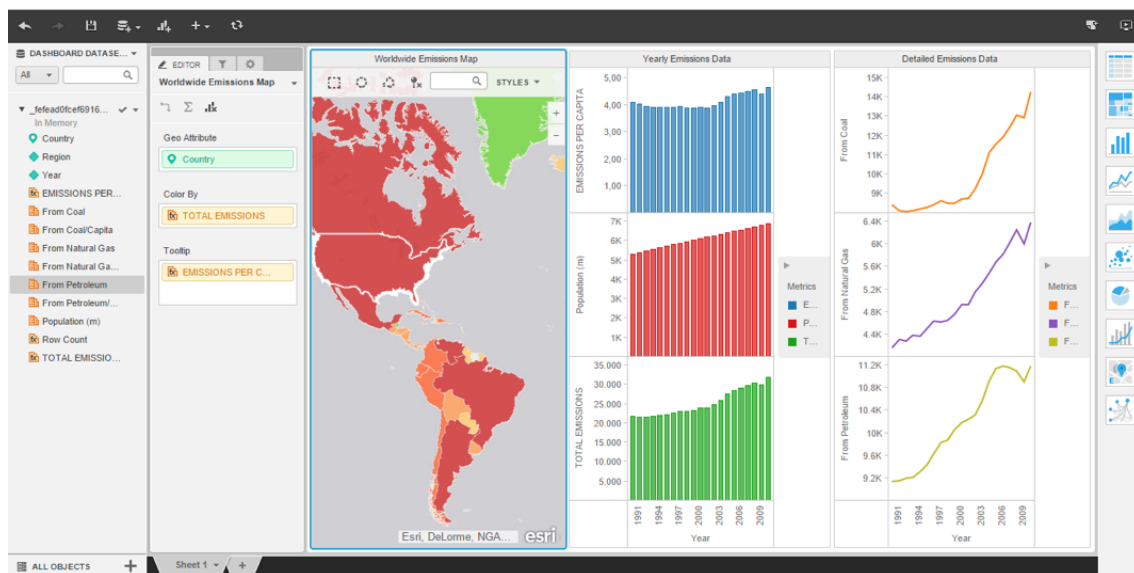 DASHBOARD DATASE...
All
_fefead0fcef6916...
In Memory
Country
Region
Year
EMISSIONS PER...
From Coal
From Coal/Capita
From Natural Gas
From Natural Ga...
From Petroleum
From Petroleum/...
Population (m)
Row Count
TOTAL EMISSIO...
ALL OBJECTS
EDITOR
Worldwide Emissions Map
Geo Attribute
Country
Color By
TOTAL EMISSIONS
Tooltip
EMISSIONS PER C...
Worldwide Emissions Map
STYLES
+
−
Esri, DeLorme, NGA...
esri
Yearly Emissions Data
EMISSIONS PER CAPITA
5,00
4,00
3,00
2,00
1,00
Population (m)
7K
6K
5K
4K
3K
2K
1K
TOTAL EMISSIONS
35.000
30.000
25.000
20.000
15.000
10.000
5.000
1991
1994
1997
2000
2003
2006
2009
Year
Metrics
E...
P...
T...
Detailed Emissions Data
From Coal
15K
14K
13K
12K
11K
10K
9K
From Natural Gas
6.4K
6K
5.6K
5.2K
4.8K
4.4K
From Petroleum
11.2K
10.8K
10.4K
10K
9.6K
9.2K
1991
1994
1997
2000
2003
2006
2009
Year
Metrics
F...
F...
F...
Sheet 1
+